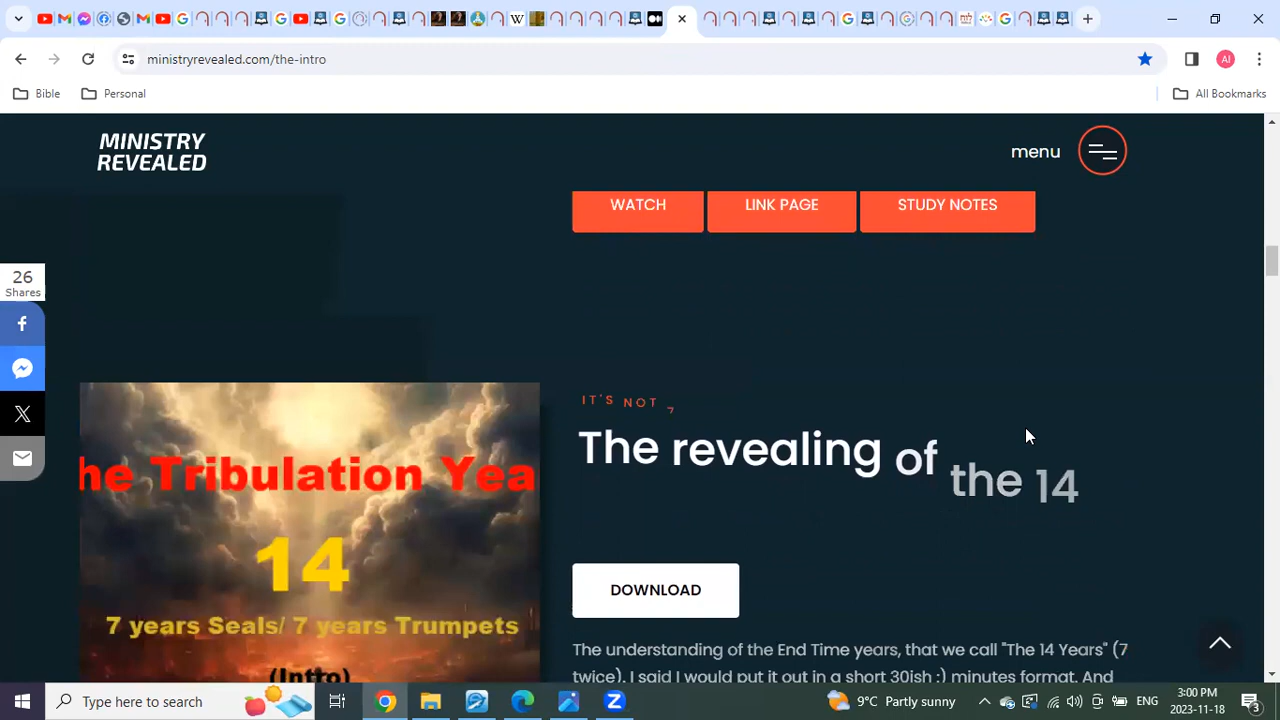 ministryrevealed.com/the-intro
AI
Bible
Personal
All Bookmarks
MINISTRY
REVEALED
menu
WATCH
LINK PAGE
STUDY NOTES
26
Shares
IT'S NOT 7
The revealing of the 14
he Tribulation Yea
14
7 years Seals/ 7 years Trumpets
(Intro)
DOWNLOAD
The understanding of the End Time years, that we call "The 14 Years" (7
twice). I said I would put it out in a short 30ish :) minutes format. And
Type here to search
9°C Partly sunny
ENG
3:00 PM
2023-11-18
3